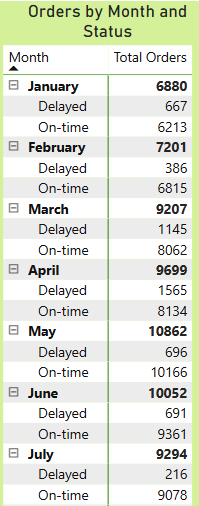 Orders by Month and
Status
Month Total Orders
January 6880
Delayed 667
On-time 6213
February 7201
Delayed 386
On-time 6815
March 9207
Delayed 1145
On-time 8062
April 9699
Delayed 1565
On-time 8134
May 10862
Delayed 696
On-time 10166
June 10052
Delayed 691
On-time 9361
July 9294
Delayed 216
On-time 9078